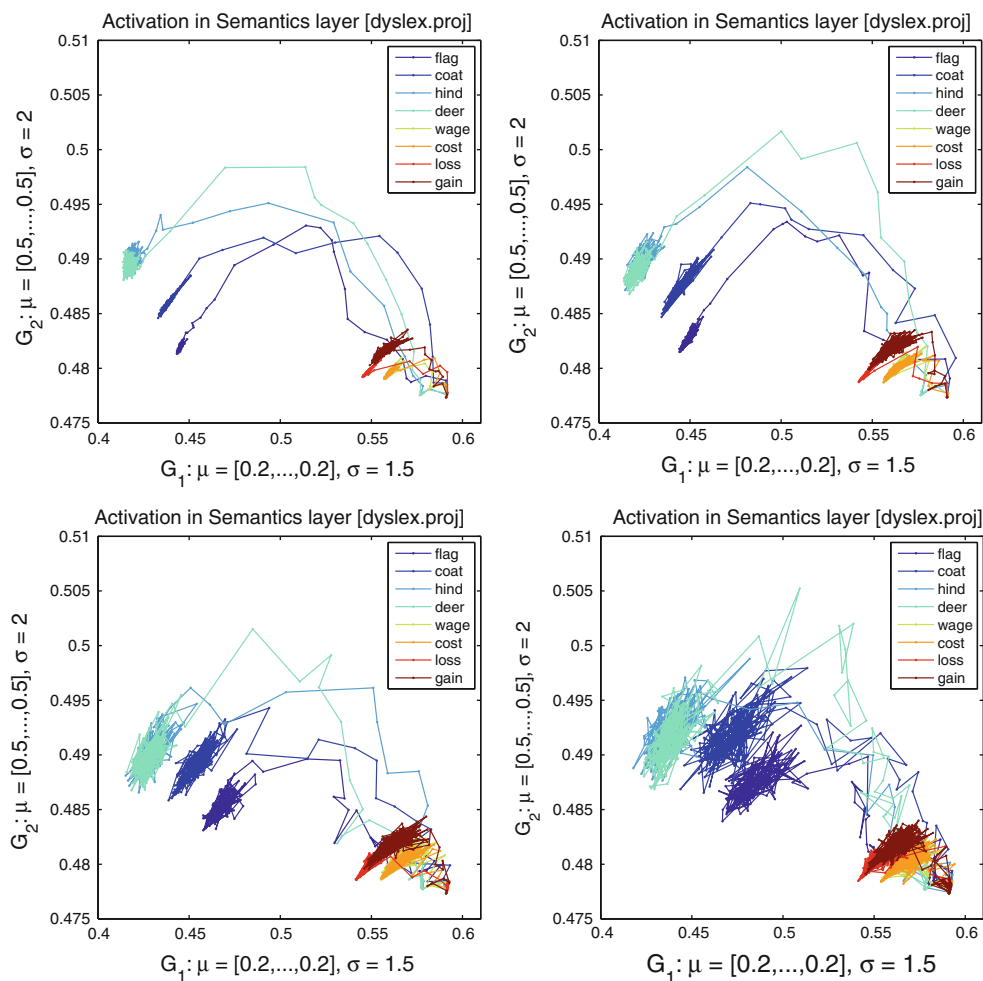 Activation in Semantics layer [dyslex.proj]
0.51
0.505
0.5
0.495
0.49
0.485
0.48
0.475
G2: μ = [0.5,...,0.5], σ = 2
flag
coat
hind
deer
wage
cost
loss
gain
0.4 0.45 0.5 0.55 0.6
G1: μ = [0.2,...,0.2], σ = 1.5
Activation in Semantics layer [dyslex.proj]
0.51
0.505
0.5
0.495
0.49
0.485
0.48
0.475
G2: μ = [0.5,...,0.5], σ = 2
flag
coat
hind
deer
wage
cost
loss
gain
0.4 0.45 0.5 0.55 0.6
G1: μ = [0.2,...,0.2], σ = 1.5
Activation in Semantics layer [dyslex.proj]
0.51
0.505
0.5
0.495
0.49
0.485
0.48
0.475
G2: μ = [0.5,...,0.5], σ = 2
flag
coat
hind
deer
wage
cost
loss
gain
0.4 0.45 0.5 0.55 0.6
G1: μ = [0.2,...,0.2], σ = 1.5
Activation in Semantics layer [dyslex.proj]
0.51
0.505
0.5
0.495
0.49
0.485
0.48
0.475
G2: μ = [0.5,...,0.5], σ = 2
flag
coat
hind
deer
wage
cost
loss
gain
0.4 0.45 0.5 0.55 0.6
G1: μ = [0.2,...,0.2], σ = 1.5